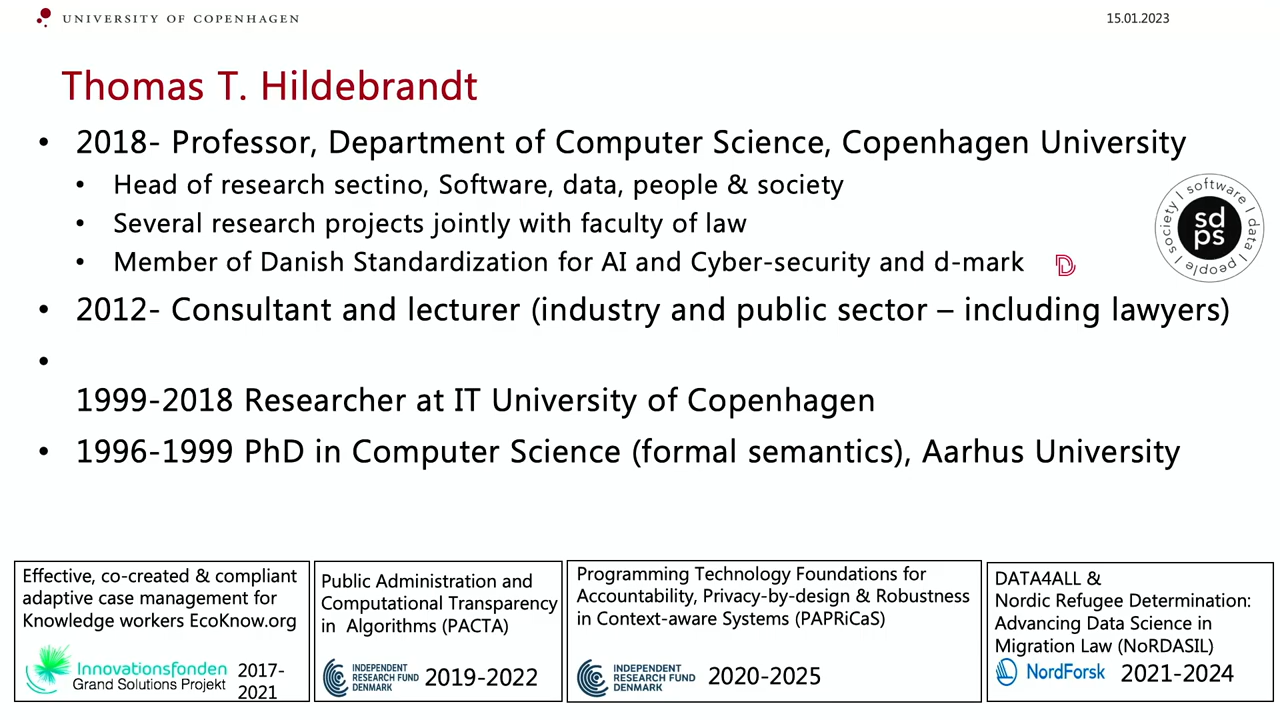 UNIVERSITY OF COPENHAGEN
15.01.2023
Thomas T. Hildebrandt
• 2018- Professor, Department of Computer Science, Copenhagen University
• Head of research sectino, Software, data, people & society
• Several research projects jointly with faculty of law
• Member of Danish Standardization for AI and Cyber-security and d-mark
society | software | data | people |
sd
ps
• 2012- Consultant and lecturer (industry and public sector – including lawyers)
•
1999-2018 Researcher at IT University of Copenhagen
• 1996-1999 PhD in Computer Science (formal semantics), Aarhus University
Effective, co-created & compliant
adaptive case management for
Knowledge workers EcoKnow.org
Innovationsfonden
Grand Solutions Projekt
2017-
2021
Public Administration and
Computational Transparency
in Algorithms (PACTA)
INDEPENDENT
RESEARCH FUND
DENMARK
2019-2022
Programming Technology Foundations for
Accountability, Privacy-by-design & Robustness
in Context-aware Systems (PAPRiCaS)
INDEPENDENT
RESEARCH FUND
DENMARK
2020-2025
DATA4ALL &
Nordic Refugee Determination:
Advancing Data Science in
Migration Law (NoRDASIL)
NordForsk
2021-2024